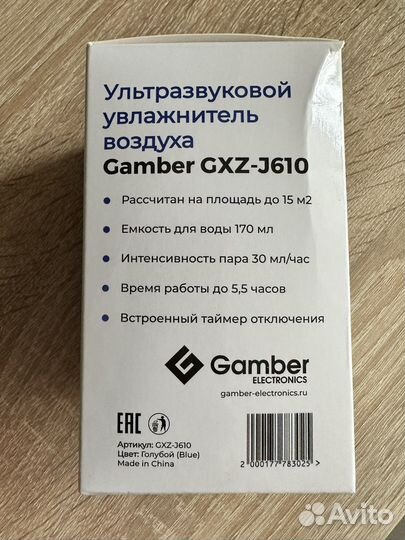 Ультразвуковой
увлажнитель
воздуха
Gamber GXZ-J610
• Рассчитан на площадь до 15 м2
• Емкость для воды 170 мл
• Интенсивность пара 30 мл/час
• Время работы до 5,5 часов
• Встроенный таймер отключения
Gamber
ELECTRONICS
gamber-electronics.ru
EAC
Артикул: GXZ-J610
Цвет: Голубой (Blue)
Made in China
2 000177 783025 >
Avito